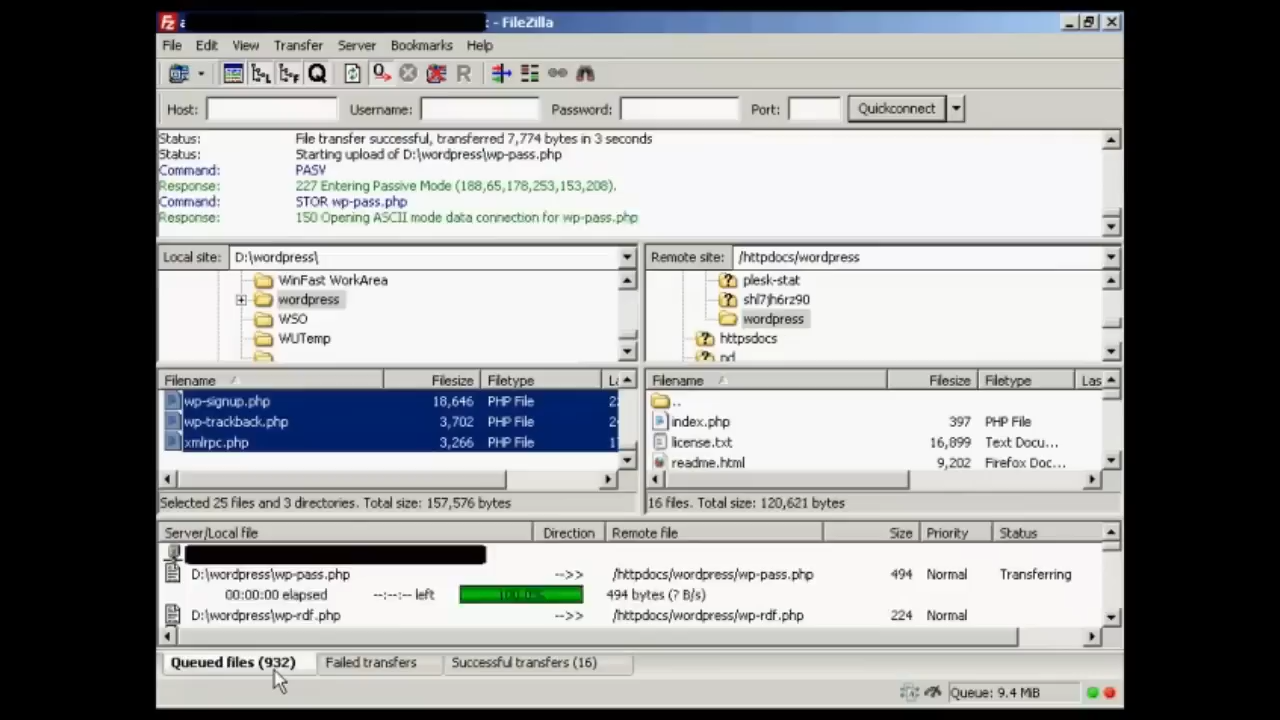 a : - FileZilla
File Edit View Transfer Server Bookmarks Help
Host: Username: Password: Port: Quickconnect
Status: File transfer successful, transferred 7,774 bytes in 3 seconds
Status: Starting upload of D:\wordpress\wp-pass.php
Command: PASV
Response: 227 Entering Passive Mode (188,65,178,253,153,208).
Command: STOR wp-pass.php
Response: 150 Opening ASCII mode data connection for wp-pass.php
Local site: D:\wordpress\ Remote site: /httpdocs/wordpress
WinFast WorkArea plesk-stat
wordpress shl7jh6rz90
WSO wordpress
WUTemp httpsdocs
pd
Filename Filesize Filetype Filename Filesize Filetype Las
wp-signup.php 18,646 PHP File ..
wp-trackback.php 3,702 PHP File index.php 397 PHP File
xmlrpc.php 3,266 PHP File license.txt 16,899 Text Docu...
readme.html 9,202 Firefox Doc...
Selected 25 files and 3 directories. Total size: 157,576 bytes 16 files. Total size: 120,621 bytes
Server/Local file Direction Remote file Size Priority Status
D:\wordpress\wp-pass.php -->> /httpdocs/wordpress/wp-pass.php 494 Normal Transferring
00:00:00 elapsed --:--:-- left 100.0% 494 bytes (? B/s)
D:\wordpress\wp-rdf.php -->> /httpdocs/wordpress/wp-rdf.php 224 Normal
Queued files (932) Failed transfers Successful transfers (16)
Queue: 9.4 MiB